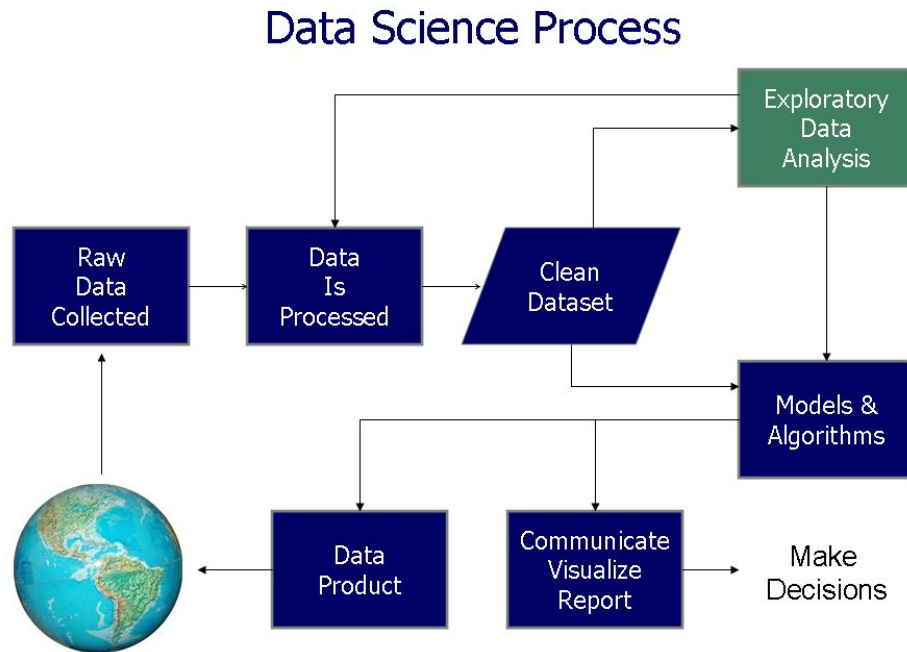 Data Science Process
Exploratory
Data
Analysis
Raw
Data
Collected
Data
Is
Processed
Clean
Dataset
Models &
Algorithms
Data
Product
Communicate
Visualize
Report
Make
Decisions